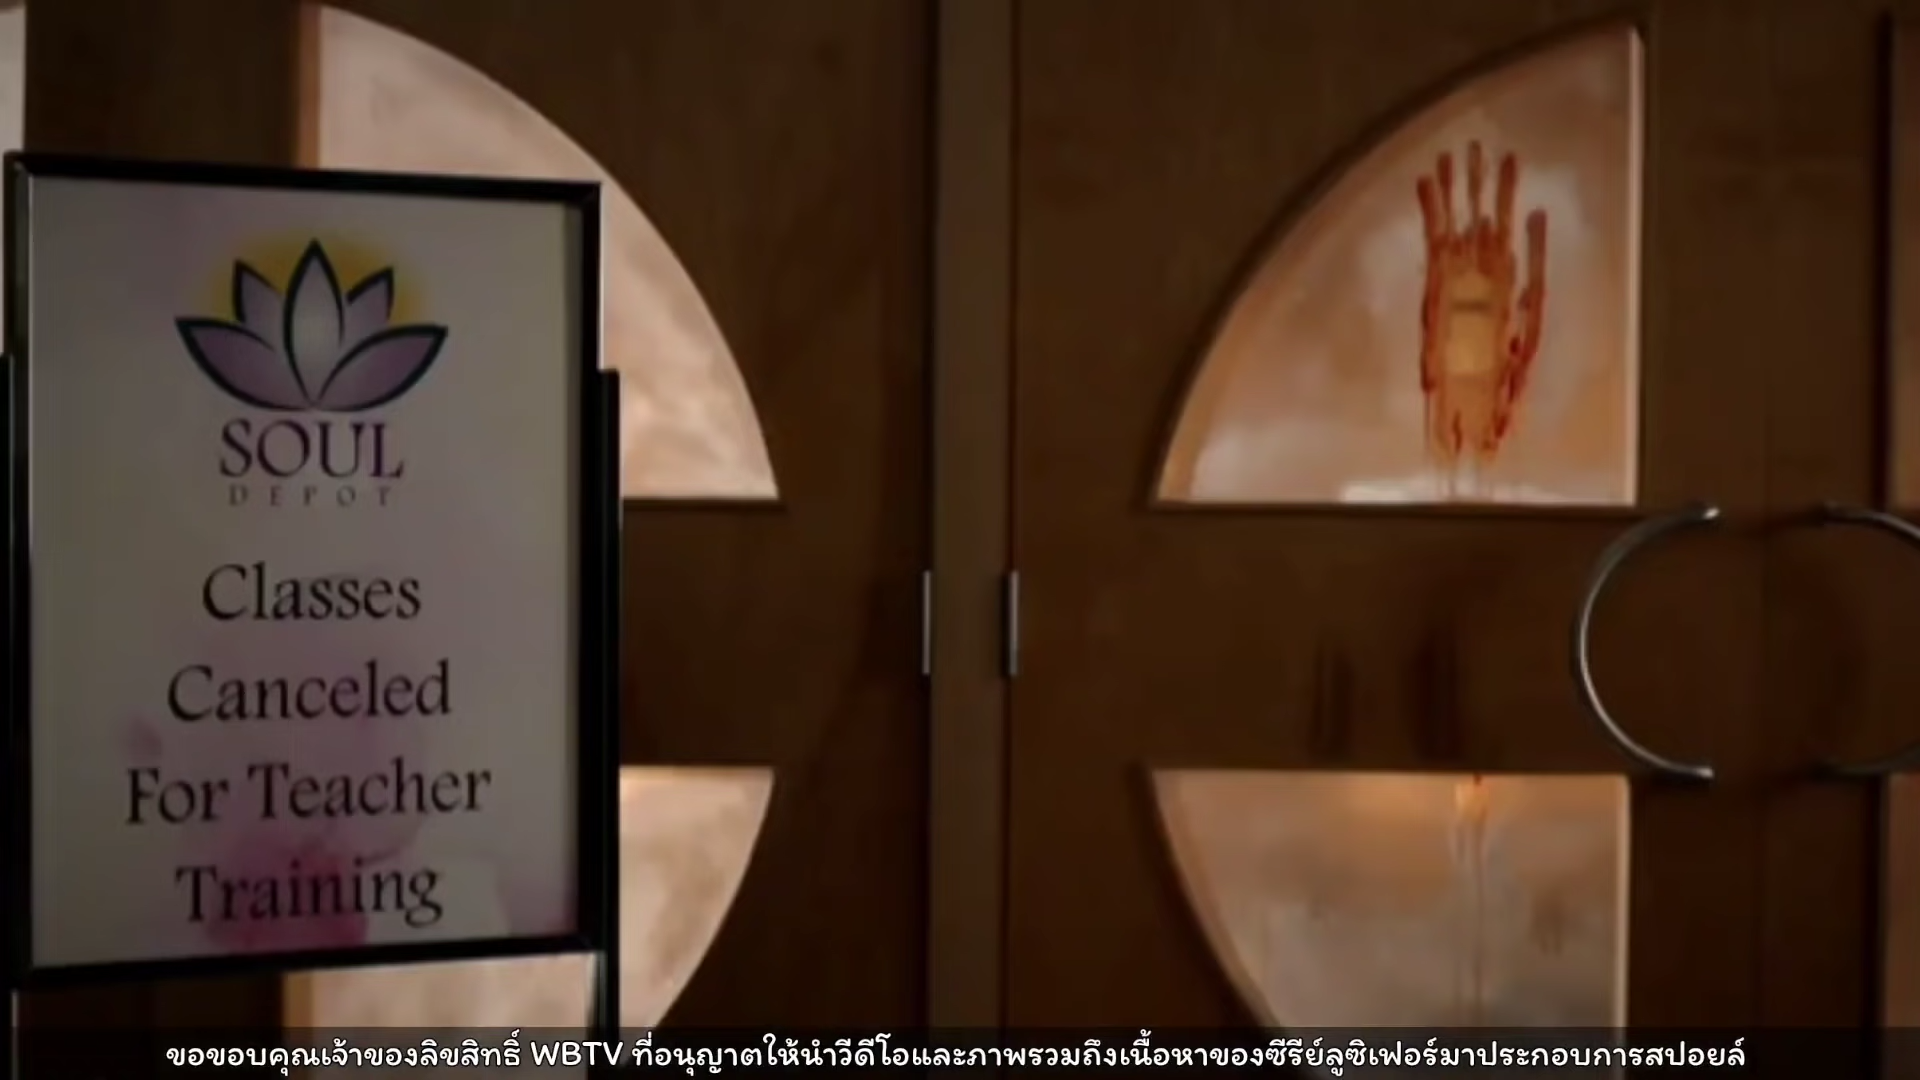 SOUL
DEPOT
Classes
Canceled
For Teacher
Training
ขอขอบคุณเจ้าของลิขสิทธิ์ WBTV ที่อนุญาตให้นำวีดีโอและภาพรวมถึงเนื้อหาของซีรีย์ลูซิเฟอร์มาประกอบการสปอยล์